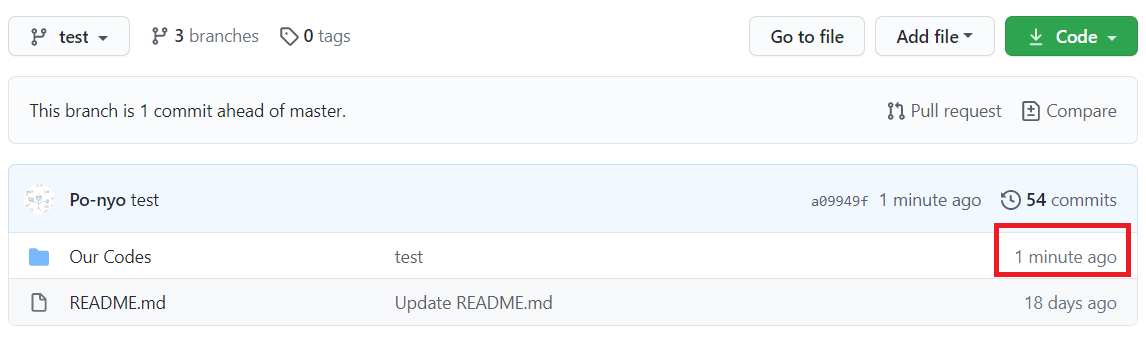 test 3 branches 0 tags Go to file Add file Code
This branch is 1 commit ahead of master. Pull request Compare
Po-nyo test a09949f 1 minute ago 54 commits
Our Codes test 1 minute ago
README.md Update README.md 18 days ago